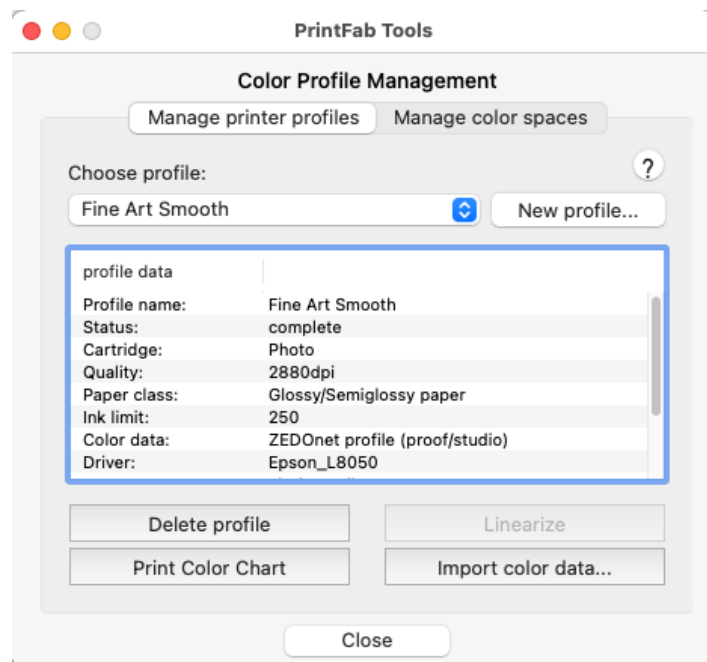 PrintFab Tools
Color Profile Management
Manage printer profiles Manage color spaces
Choose profile: ?
Fine Art Smooth New profile...
profile data
Profile name: Fine Art Smooth
Status: complete
Cartridge: Photo
Quality: 2880dpi
Paper class: Glossy/Semiglossy paper
Ink limit: 250
Color data: ZEDOnet profile (proof/studio)
Driver: Epson_L8050
Delete profile Linearize
Print Color Chart Import color data...
Close